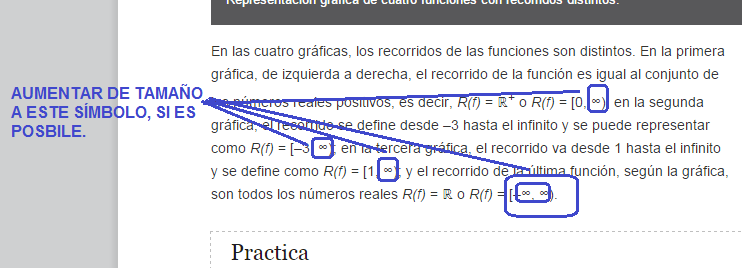 Representación gráfica de cuatro funciones con recorridos distintos.
En las cuatro gráficas, los recorridos de las funciones son distintos. En la primera
gráfica, de izquierda a derecha, el recorrido de la función es igual al conjunto de
AUMENTAR DE TAMAÑO
A ESTE SÍMBOLO, SI ES
POSBILE.
números reales positivos, es decir, R(f) = ℝ⁺ o R(f) = [0, ∞); en la segunda
gráfica, el recorrido se define desde –3 hasta el infinito y se puede representar
como R(f) = [–3, ∞); en la tercera gráfica, el recorrido va desde 1 hasta el infinito
y se define como R(f) = [1, ∞); y el recorrido de la última función, según la gráfica,
son todos los números reales R(f) = ℝ o R(f) = [-∞, ∞).
Practica